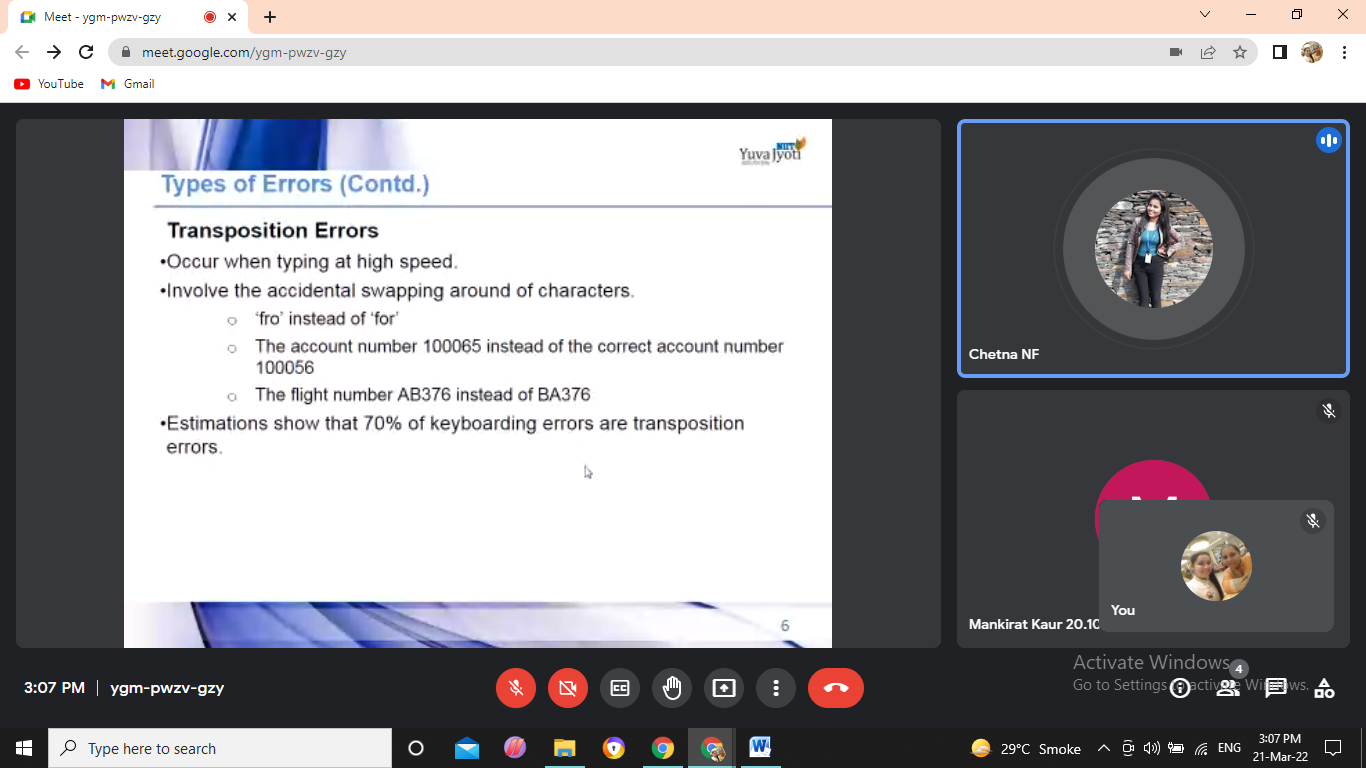 Meet - ygm-pwzv-gzy
meet.google.com/ygm-pwzv-gzy
YouTube
Gmail
NIIT
Yuva Jyoti
Types of Errors (Contd.)
Transposition Errors
•Occur when typing at high speed.
•Involve the accidental swapping around of characters.
o 'fro' instead of 'for'
o The account number 100065 instead of the correct account number
100056
o The flight number AB376 instead of BA376
•Estimations show that 70% of keyboarding errors are transposition
errors.
6
Chetna NF
Mankirat Kaur 20.10
You
Activate Windows
Go to Settings to activate Windows.
4
3:07 PM | ygm-pwzv-gzy
Type here to search
29°C Smoke
ENG
3:07 PM
21-Mar-22